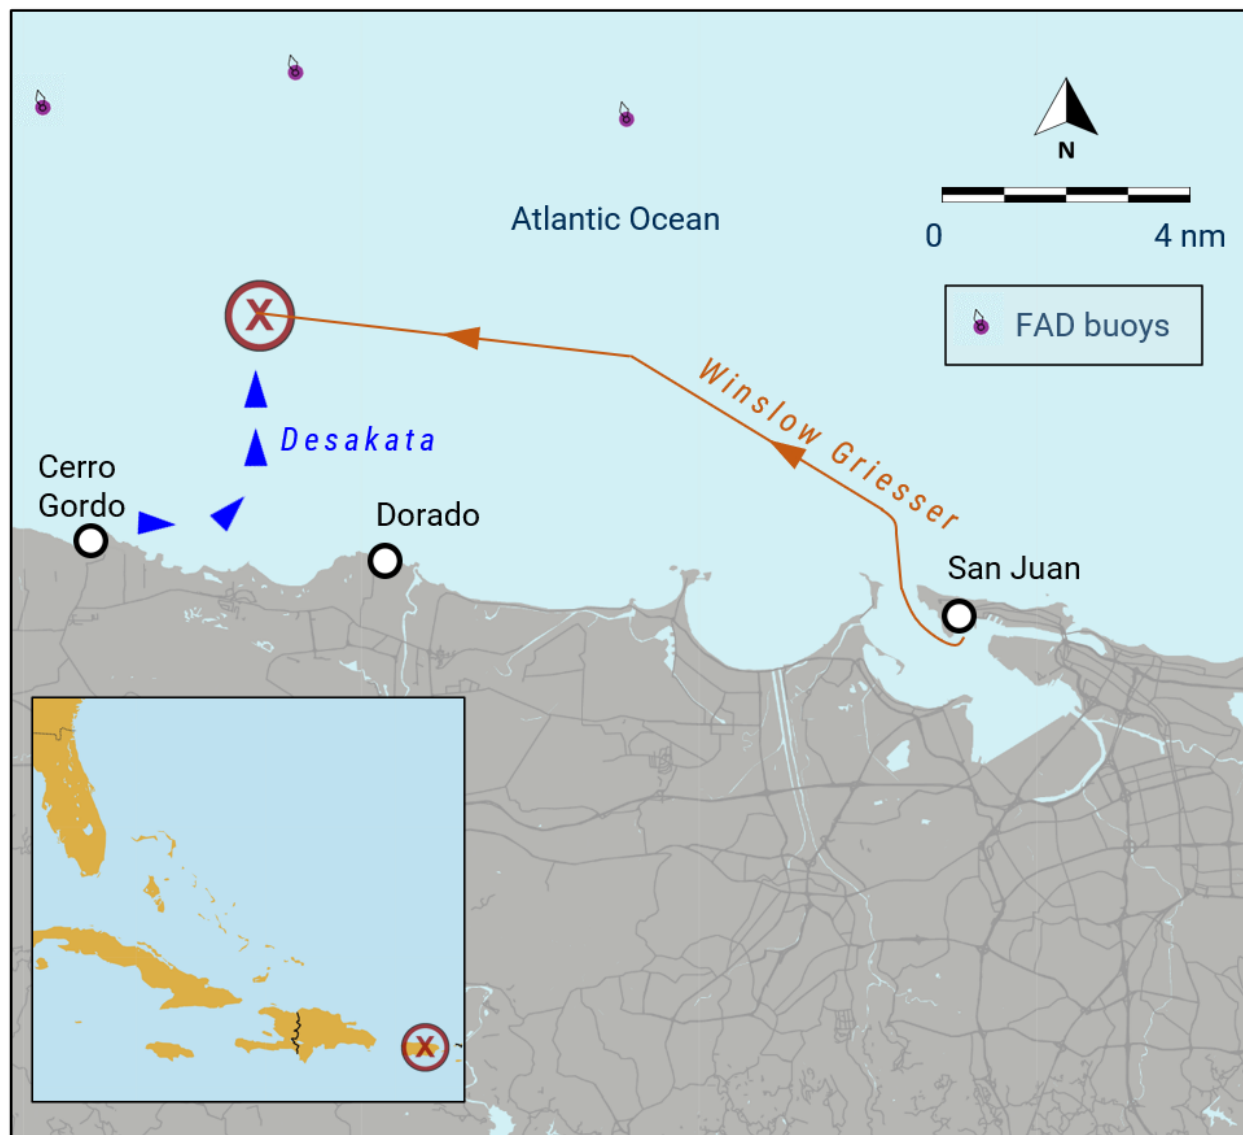 N
Atlantic Ocean
0 4 nm
FAD buoys
X
Winslow Griesser
Desakata
Cerro
Gordo
Dorado
San Juan
X